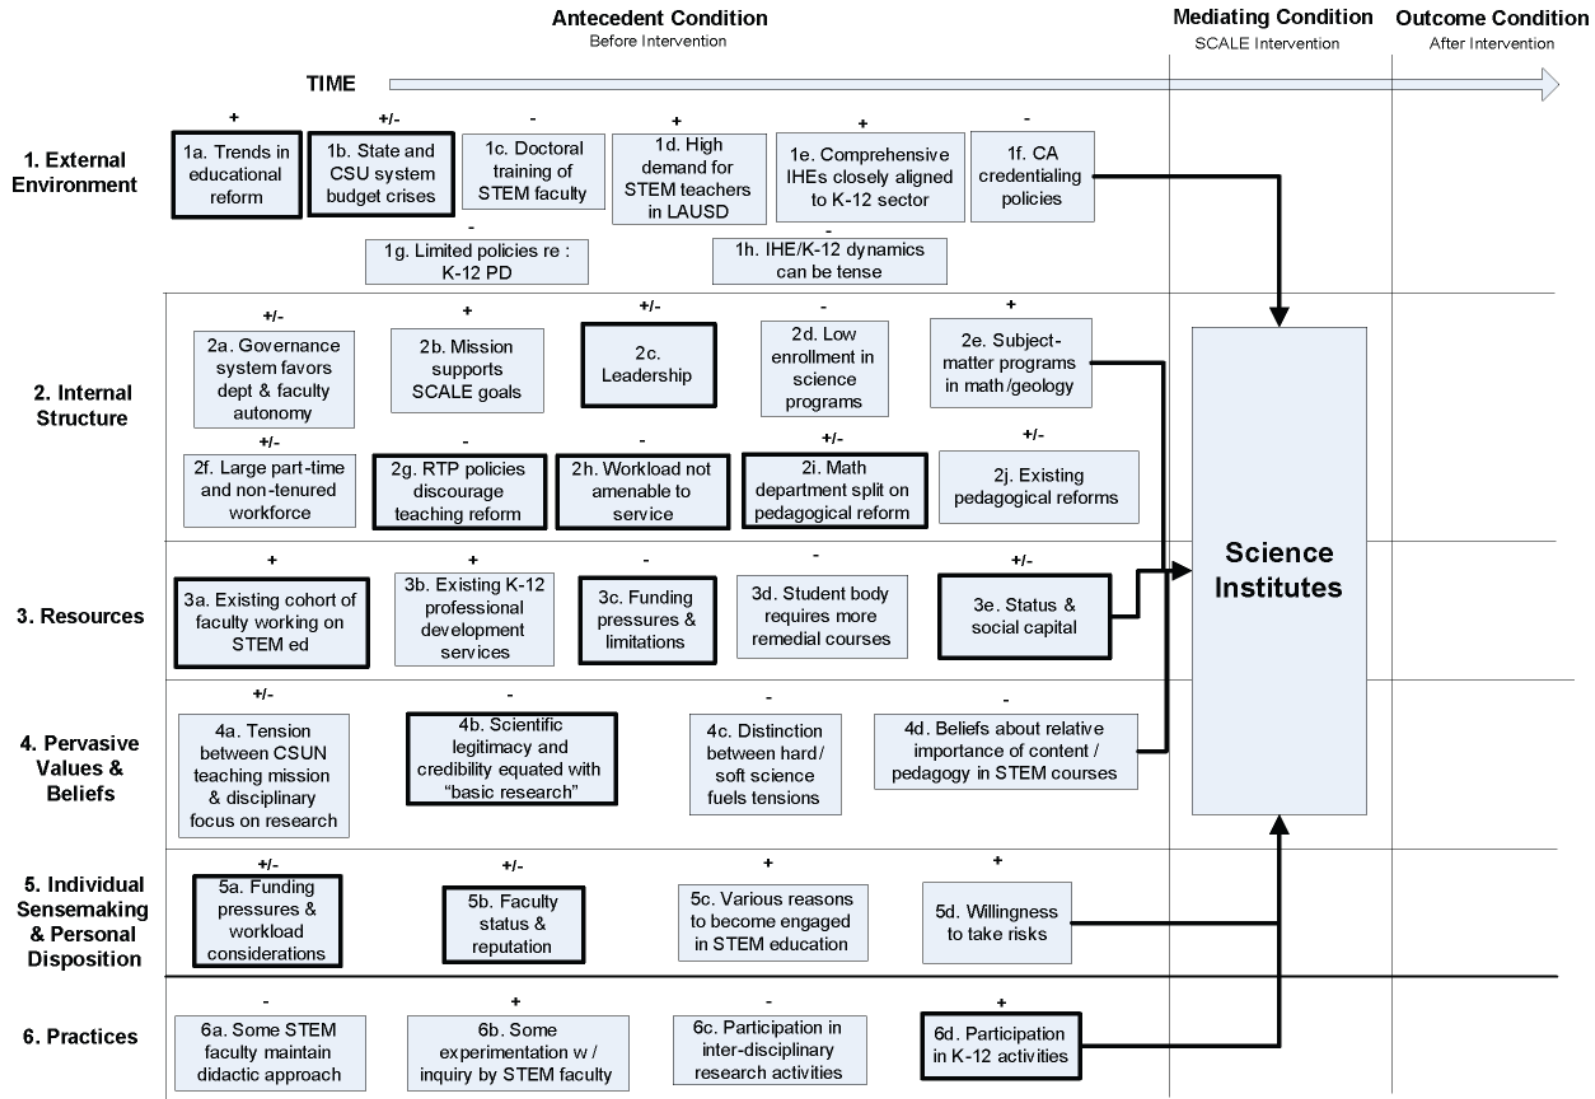 Antecedent Condition
Before Intervention
Mediating Condition
SCALE Intervention
Outcome Condition
After Intervention
TIME
1. External
Environment
+
1a. Trends in
educational
reform
+/-
1b. State and
CSU system
budget crises
-
1c. Doctoral
training of
STEM faculty
+
1d. High
demand for
STEM teachers
in LAUSD
+
1e. Comprehensive
IHEs closely aligned
to K-12 sector
-
1f. CA
credentialing
policies
-
1g. Limited policies re :
K-12 PD
-
1h. IHE/K-12 dynamics
can be tense
2. Internal
Structure
+/-
2a. Governance
system favors
dept & faculty
autonomy
+
2b. Mission
supports
SCALE goals
+/-
2c.
Leadership
-
2d. Low
enrollment in
science
programs
+
2e. Subject-
matter programs
in math/geology
+/-
2f. Large part-time
and non-tenured
workforce
-
2g. RTP policies
discourage
teaching reform
-
2h. Workload not
amenable to
service
+/-
2i. Math
department split on
pedagogical reform
+/-
2j. Existing
pedagogical reforms
3. Resources
+
3a. Existing cohort of
faculty working on
STEM ed
+
3b. Existing K-12
professional
development
services
-
3c. Funding
pressures &
limitations
-
3d. Student body
requires more
remedial courses
+/-
3e. Status &
social capital
Science
Institutes
4. Pervasive
Values &
Beliefs
+/-
4a. Tension
between CSUN
teaching mission
& disciplinary
focus on research
-
4b. Scientific
legitimacy and
credibility equated with
“basic research”
-
4c. Distinction
between hard/
soft science
fuels tensions
-
4d. Beliefs about relative
importance of content /
pedagogy in STEM courses
5. Individual
Sensemaking
& Personal
Disposition
+/-
5a. Funding
pressures &
workload
considerations
+/-
5b. Faculty
status &
reputation
+
5c. Various reasons
to become engaged
in STEM education
+
5d. Willingness
to take risks
6. Practices
-
6a. Some STEM
faculty maintain
didactic approach
+
6b. Some
experimentation w /
inquiry by STEM faculty
-
6c. Participation in
inter-disciplinary
research activities
+
6d. Participation
in K-12 activities